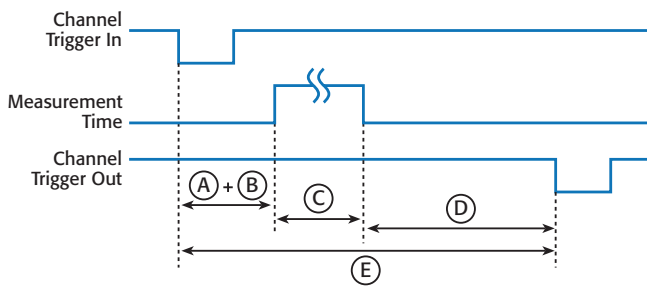 Channel
Trigger In
Measurement
Time
Channel
Trigger Out
A + B
C
D
E